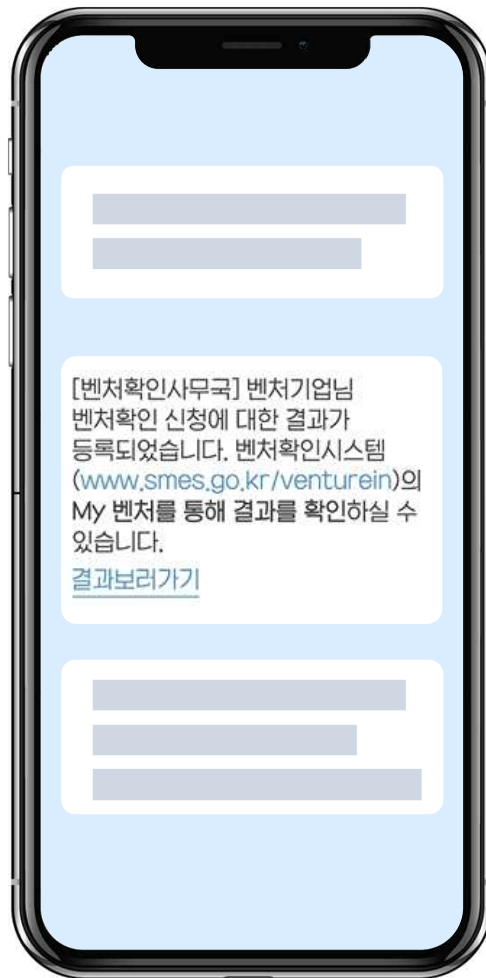 [벤처확인사무국] 벤처기업님
벤처확인 신청에 대한 결과가
등록되었습니다. 벤처확인시스템
(www.smes.go.kr/venturein)의
My 벤처를 통해 결과를 확인하실 수
있습니다.
결과보러가기